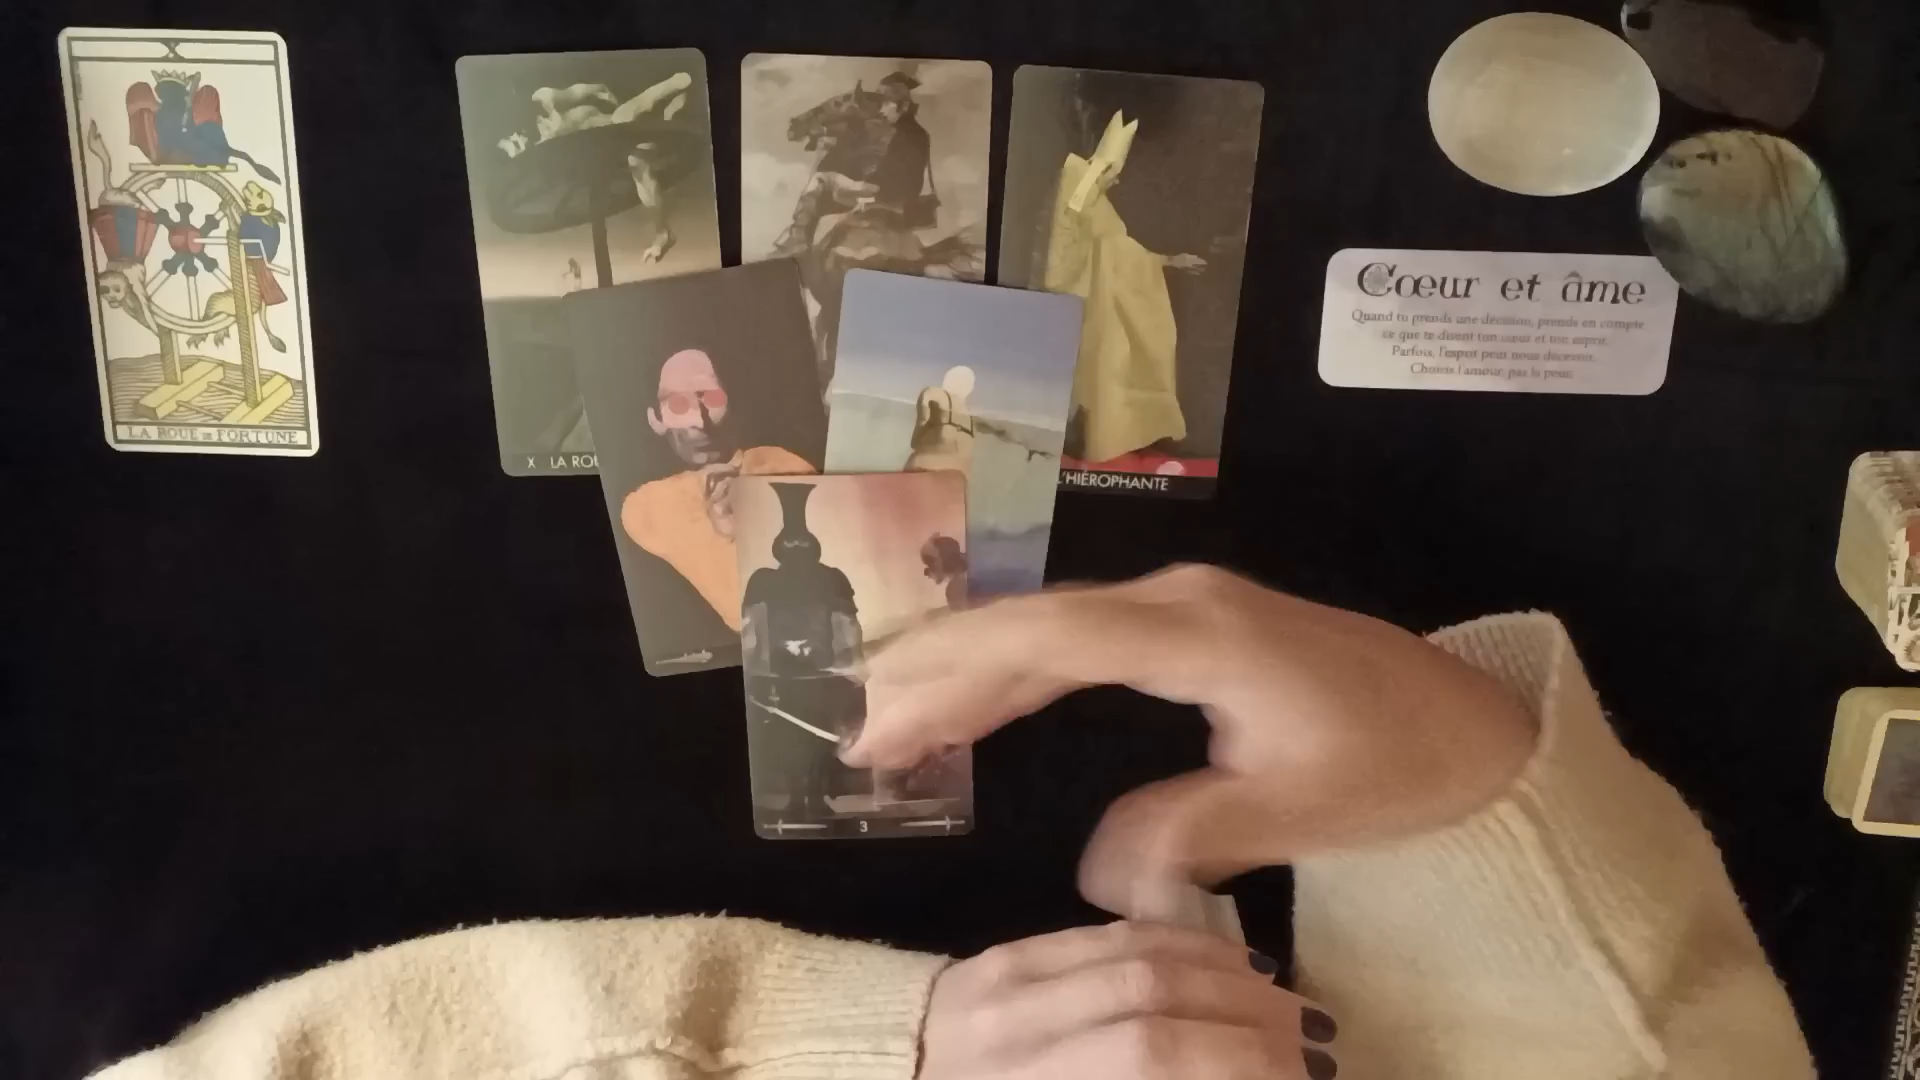 X
LA ROUE DE FORTUNE
X LA ROU
L'HIÉROPHANTE
Cœur et âme
Quand tu prends une décision, prends en compte
ce que te disent ton cœur et ton esprit.
Parfois, l'esprit peut nous décevoir.
Choisis l'amour, pas la peur.
3